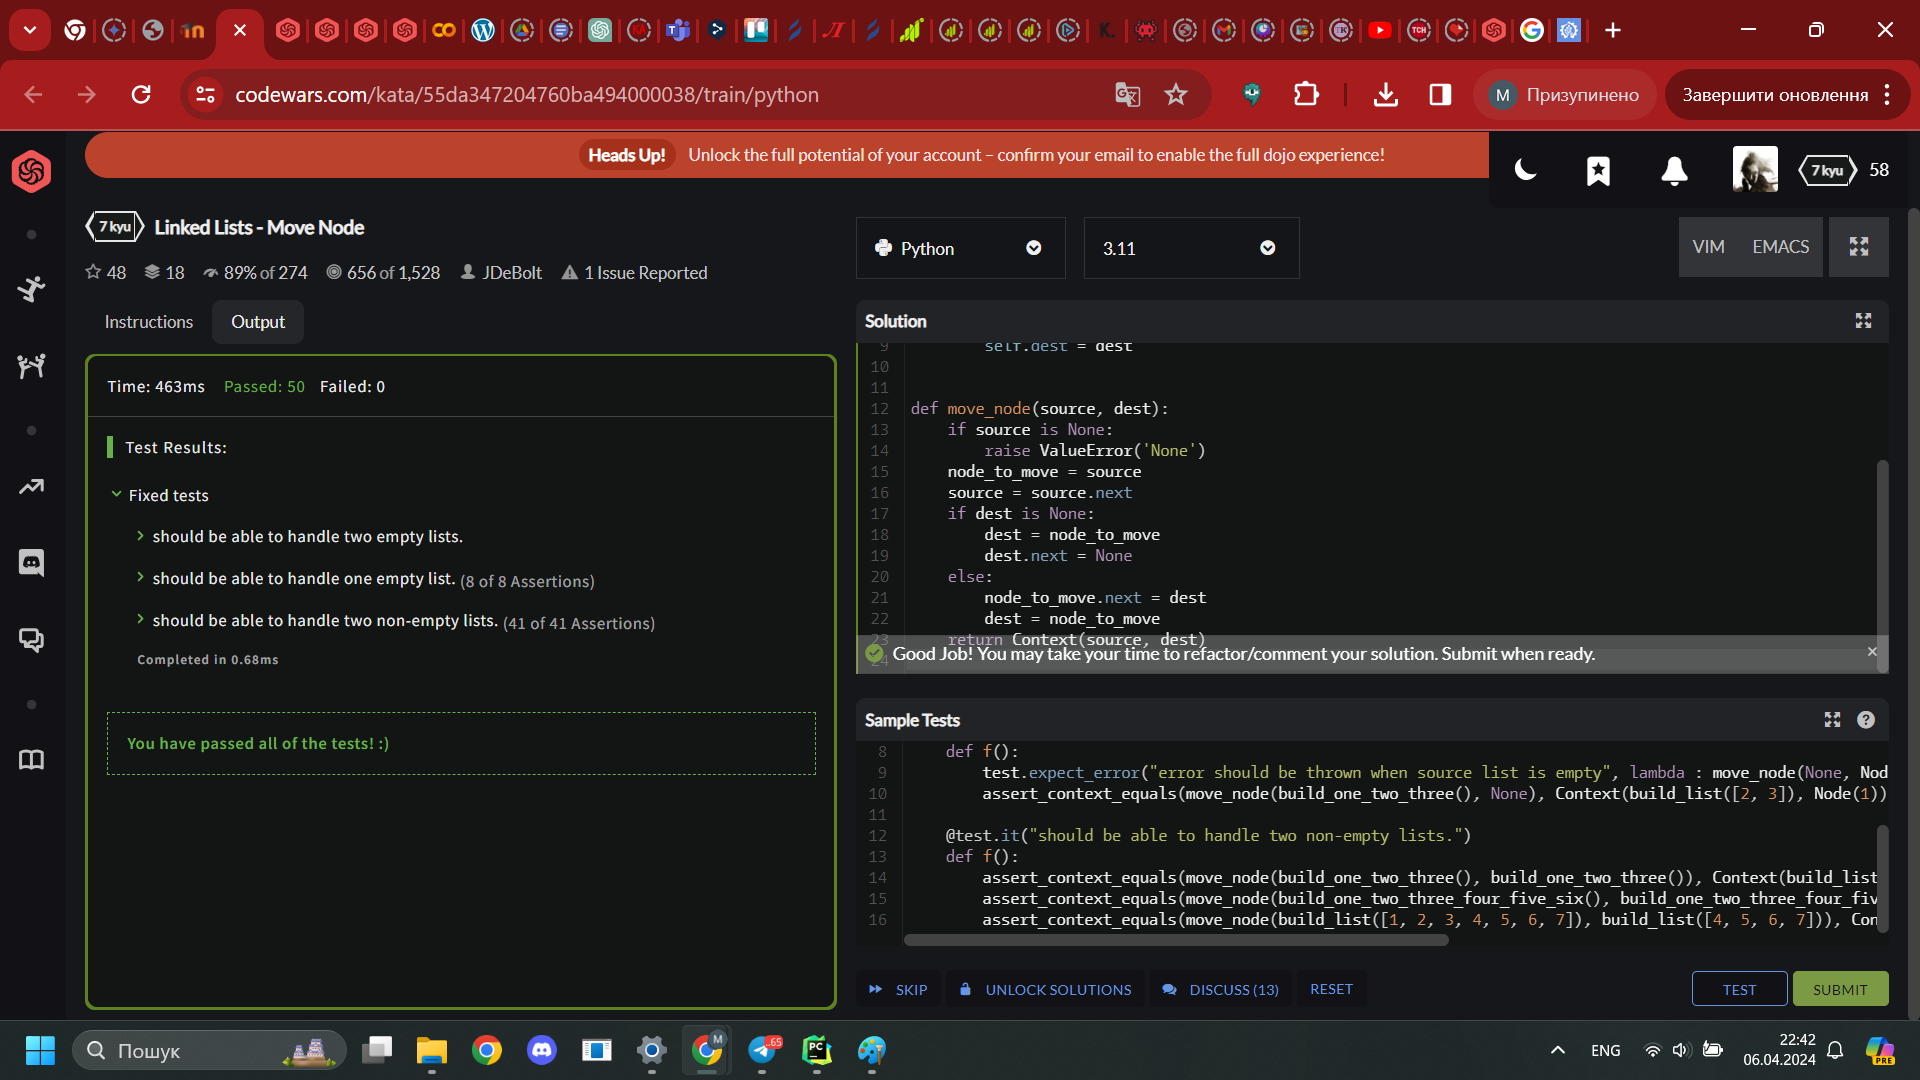 codewars.com/kata/55da347204760ba494000038/train/python
M Призупинено
Завершити оновлення
Heads Up! Unlock the full potential of your account – confirm your email to enable the full dojo experience!
7 kyu 58
7 kyu Linked Lists - Move Node
48 18 89% of 274 656 of 1,528 JDeBolt 1 Issue Reported
Instructions Output
Time: 463ms Passed: 50 Failed: 0
Test Results:
Fixed tests
should be able to handle two empty lists.
should be able to handle one empty list. (8 of 8 Assertions)
should be able to handle two non-empty lists. (41 of 41 Assertions)
Completed in 0.68ms
You have passed all of the tests! :)
Python 3.11 VIM EMACS
Solution
9 self.dest = dest
10
11
12 def move_node(source, dest):
13 if source is None:
14 raise ValueError('None')
15 node_to_move = source
16 source = source.next
17 if dest is None:
18 dest = node_to_move
19 dest.next = None
20 else:
21 node_to_move.next = dest
22 dest = node_to_move
23 return Context(source, dest)
24
Good Job! You may take your time to refactor/comment your solution. Submit when ready.
Sample Tests
8 def f():
9 test.expect_error("error should be thrown when source list is empty", lambda : move_node(None, Nod
10 assert_context_equals(move_node(build_one_two_three(), None), Context(build_list([2, 3]), Node(1))
11
12 @test.it("should be able to handle two non-empty lists.")
13 def f():
14 assert_context_equals(move_node(build_one_two_three(), build_one_two_three()), Context(build_list
15 assert_context_equals(move_node(build_one_two_three_four_five_six(), build_one_two_three_four_fiv
16 assert_context_equals(move_node(build_list([1, 2, 3, 4, 5, 6, 7]), build_list([4, 5, 6, 7])), Con
SKIP UNLOCK SOLUTIONS DISCUSS (13) RESET TEST SUBMIT
Пошук
M
65
PC
ENG
22:42
06.04.2024
PRE